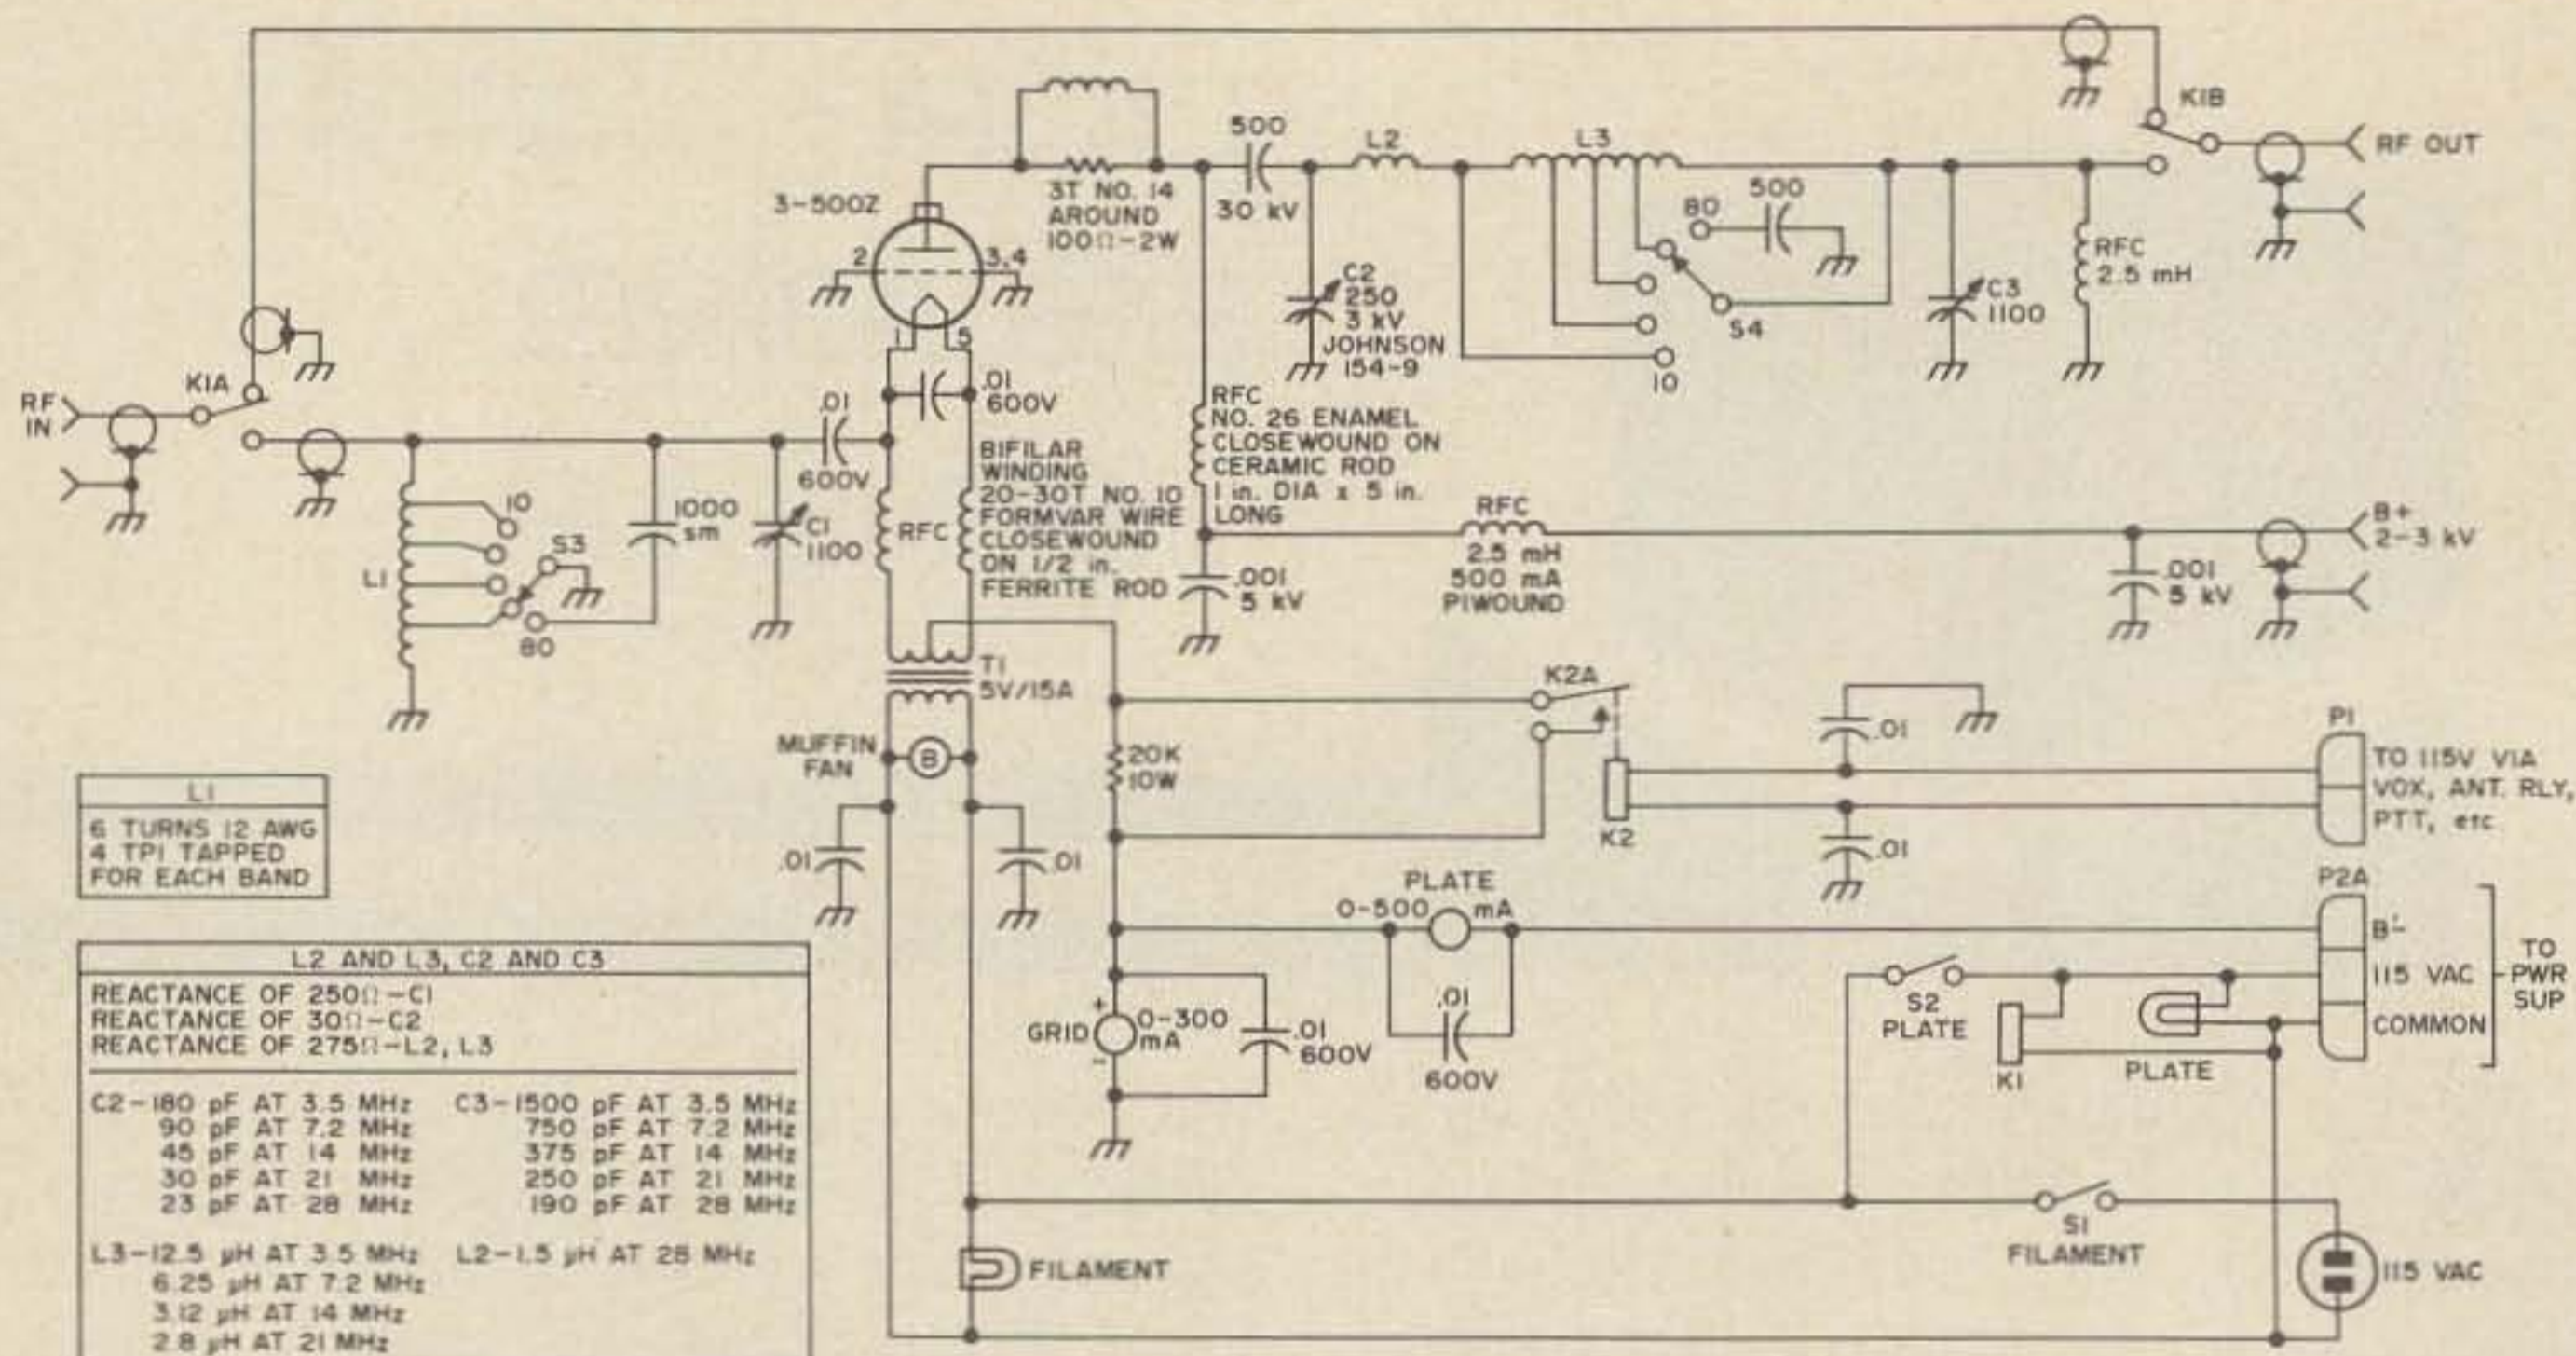 K1B
RF OUT
500
30 kV
L2
L3
3-500Z
3T NO. 14
AROUND
100Ω-2W
2
3,4
1
5
80
500
S4
10
C2
250
3 kV
JOHNSON
154-9
C3
1100
RFC
2.5 mH
K1A
RF
IN
.01
600V
.01
600V
RFC
NO. 26 ENAMEL
CLOSEWOUND ON
CERAMIC ROD
1 in. DIA x 5 in.
LONG
BIFILAR
WINDING
20-30T NO. 10
FORMVAR WIRE
CLOSEWOUND
ON 1/2 in.
FERRITE ROD
RFC
10
S3
L1
80
1000
sm
C1
1100
RFC
2.5 mH
500 mA
PIWOUND
.001
5 kV
B+
2-3 kV
.001
5 kV
T1
5V/15A
MUFFIN
FAN
B
.01
.01
20K
10W
K2A
K2
.01
.01
P1
TO 115V VIA
VOX, ANT. RLY,
PTT, etc
L1
6 TURNS 12 AWG
4 TPI TAPPED
FOR EACH BAND
PLATE
0-500 mA
.01
600V
GRID
+
0-300
mA
-
.01
600V
P2A
B-
115 VAC
COMMON
TO
PWR
SUP
S2
PLATE
K1
PLATE
S1
FILAMENT
115 VAC
FILAMENT
L2 AND L3, C2 AND C3
REACTANCE OF 250Ω-C1
REACTANCE OF 30Ω-C2
REACTANCE OF 275Ω-L2, L3
C2-180 pF AT 3.5 MHz C3-1500 pF AT 3.5 MHz
90 pF AT 7.2 MHz 750 pF AT 7.2 MHz
45 pF AT 14 MHz 375 pF AT 14 MHz
30 pF AT 21 MHz 250 pF AT 21 MHz
23 pF AT 28 MHz 190 pF AT 28 MHz
L3-12.5 µH AT 3.5 MHz L2-1.5 µH AT 28 MHz
6.25 µH AT 7.2 MHz
3.12 µH AT 14 MHz
2.8 µH AT 21 MHz